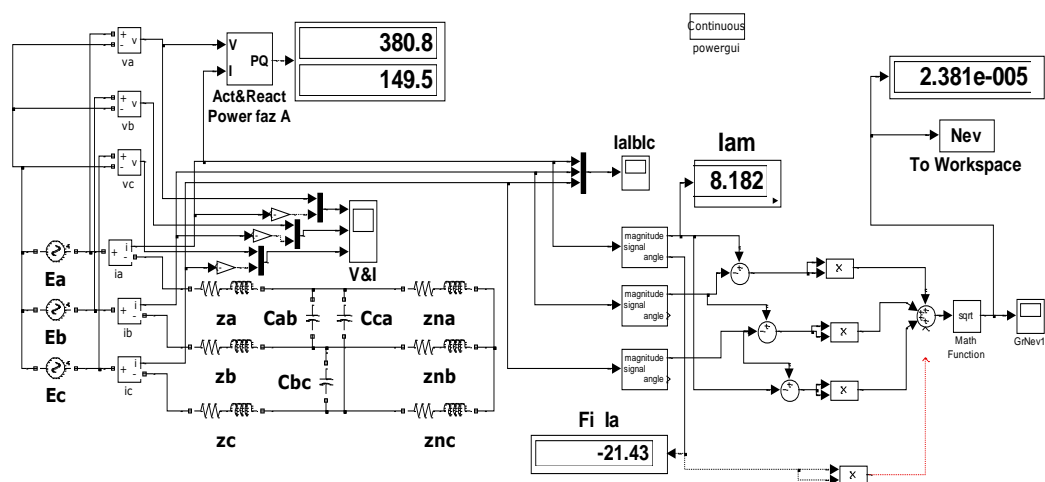 Continuous
powergui
va
V
I
PQ
380.8
149.5
Act&React
Power faz A
vb
vc
2.381e-005
Nev
To Workspace
IaIbIc
Iam
8.182
V&I
Ea
ia
Eb
ib
Ec
ic
za
Cab
Cca
zna
zb
Cbc
znb
zc
znc
magnitude
signal
angle
magnitude
signal
angle
magnitude
signal
angle
X
X
X
X
sqrt
Math
Function
GrNev1
Fi Ia
-21.43